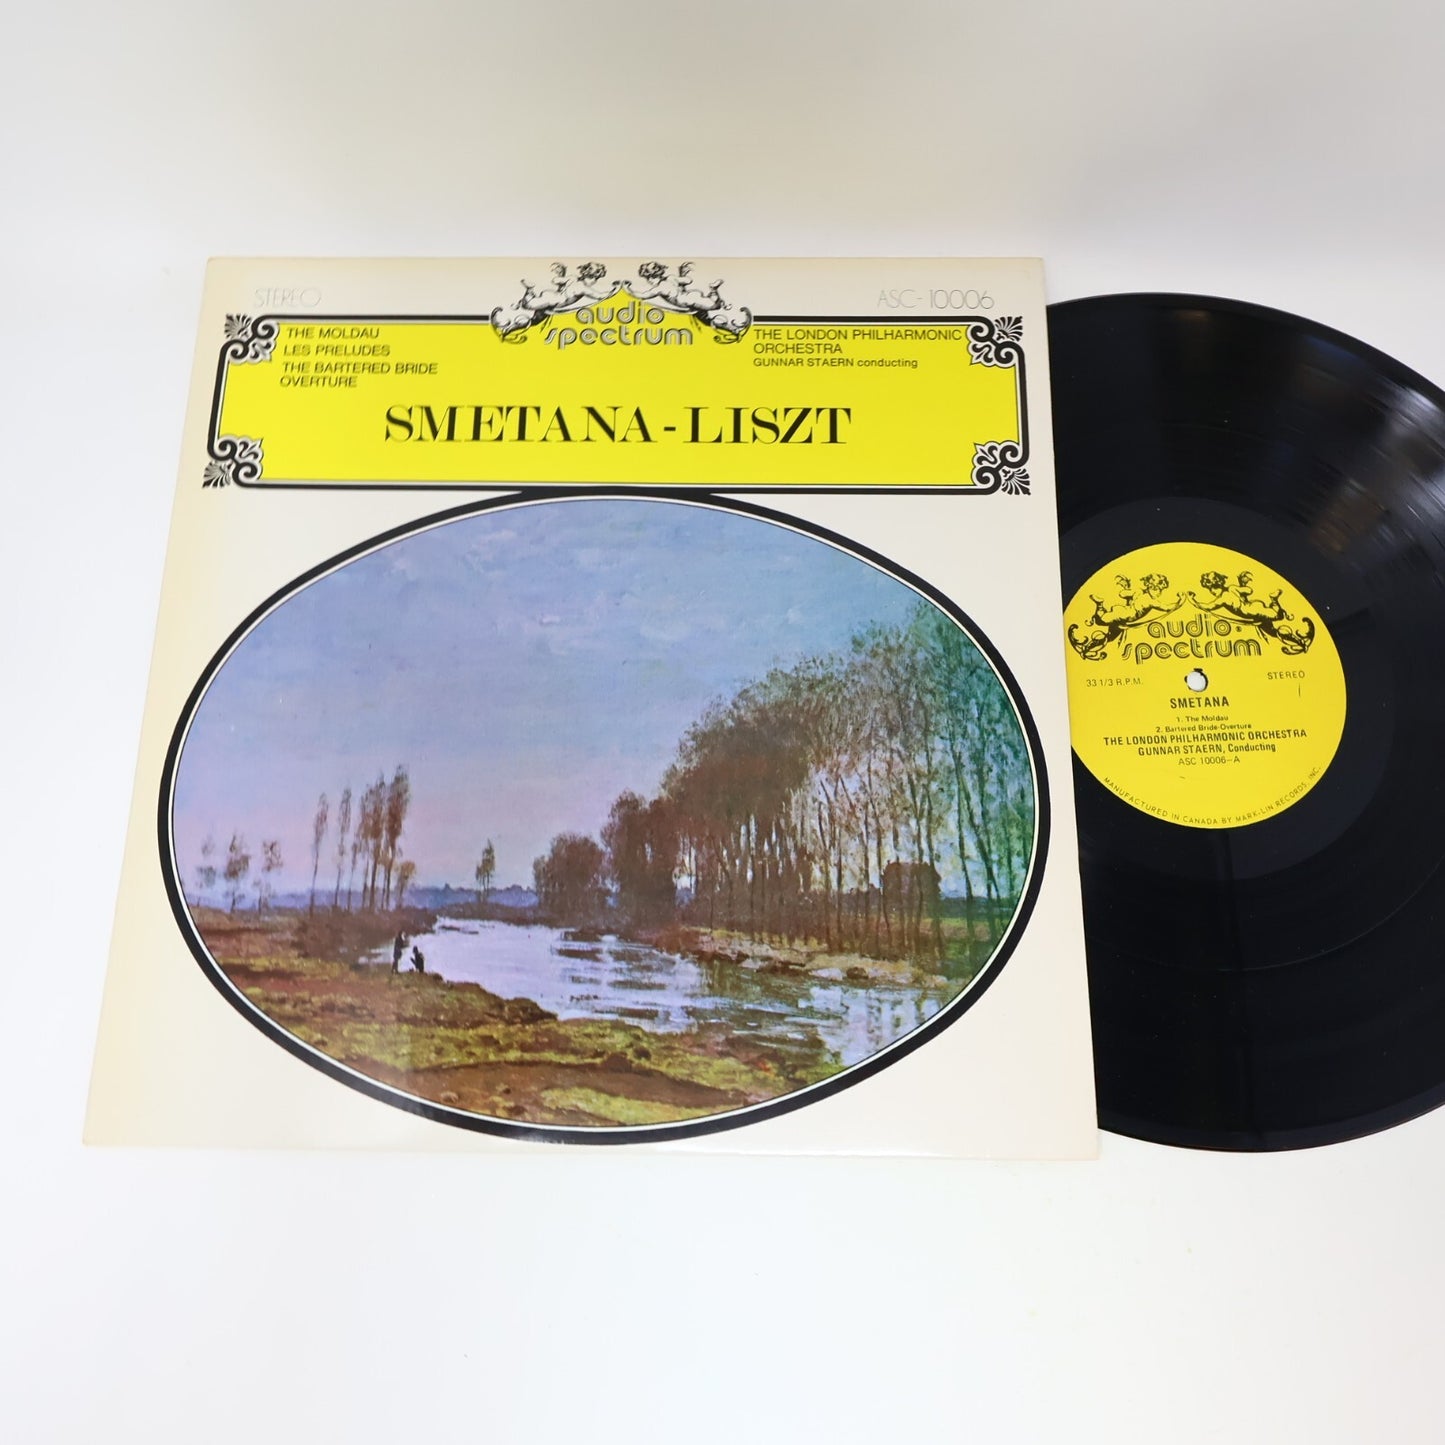 STEREO
ASC-10006
audio
spectrum
THE MOLDAU
LES PRELUDES
THE BARTERED BRIDE
OVERTURE
THE LONDON PHILHARMONIC
ORCHESTRA
GUNNAR STAERN conducting
SMETANA-LISZT
audio
spectrum
33 1/3 R.P.M.
STEREO
SMETANA
1. The Moldau
2. Bartered Bride-Overture
THE LONDON PHILHARMONIC ORCHESTRA
GUNNAR STAERN, Conducting
ASC 10006-A
MANUFACTURED IN CANADA BY MARK-LIN RECORDS, INC.